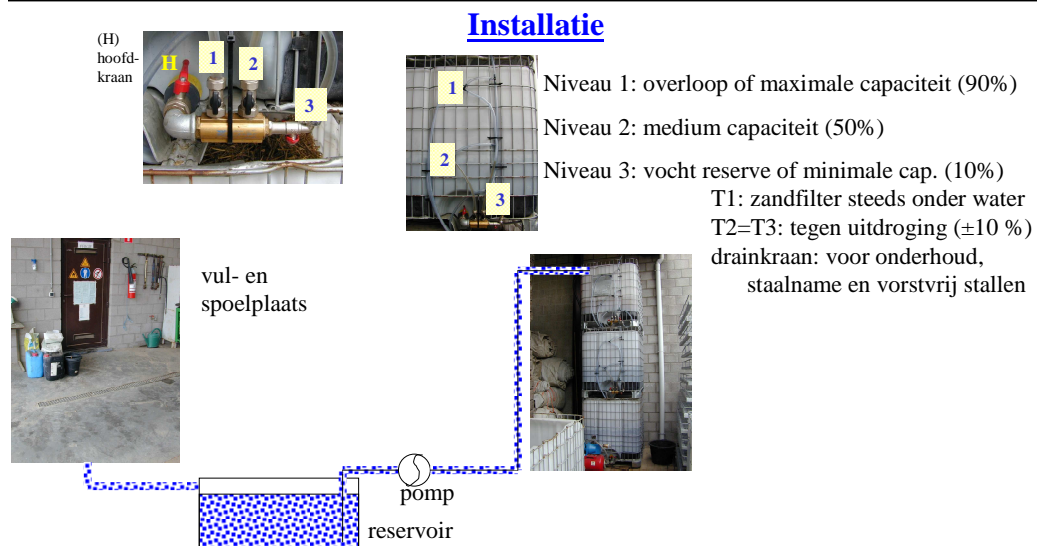 Installatie
(H)
hoofd-
kraan
H
1
2
3
1
2
3
Niveau 1: overloop of maximale capaciteit (90%)
Niveau 2: medium capaciteit (50%)
Niveau 3: vocht reserve of minimale cap. (10%)
T1: zandfilter steeds onder water
T2=T3: tegen uitdroging (±10 %)
drainkraan: voor onderhoud,
staalname en vorstvrij stallen
vul- en
spoelplaats
pomp
reservoir